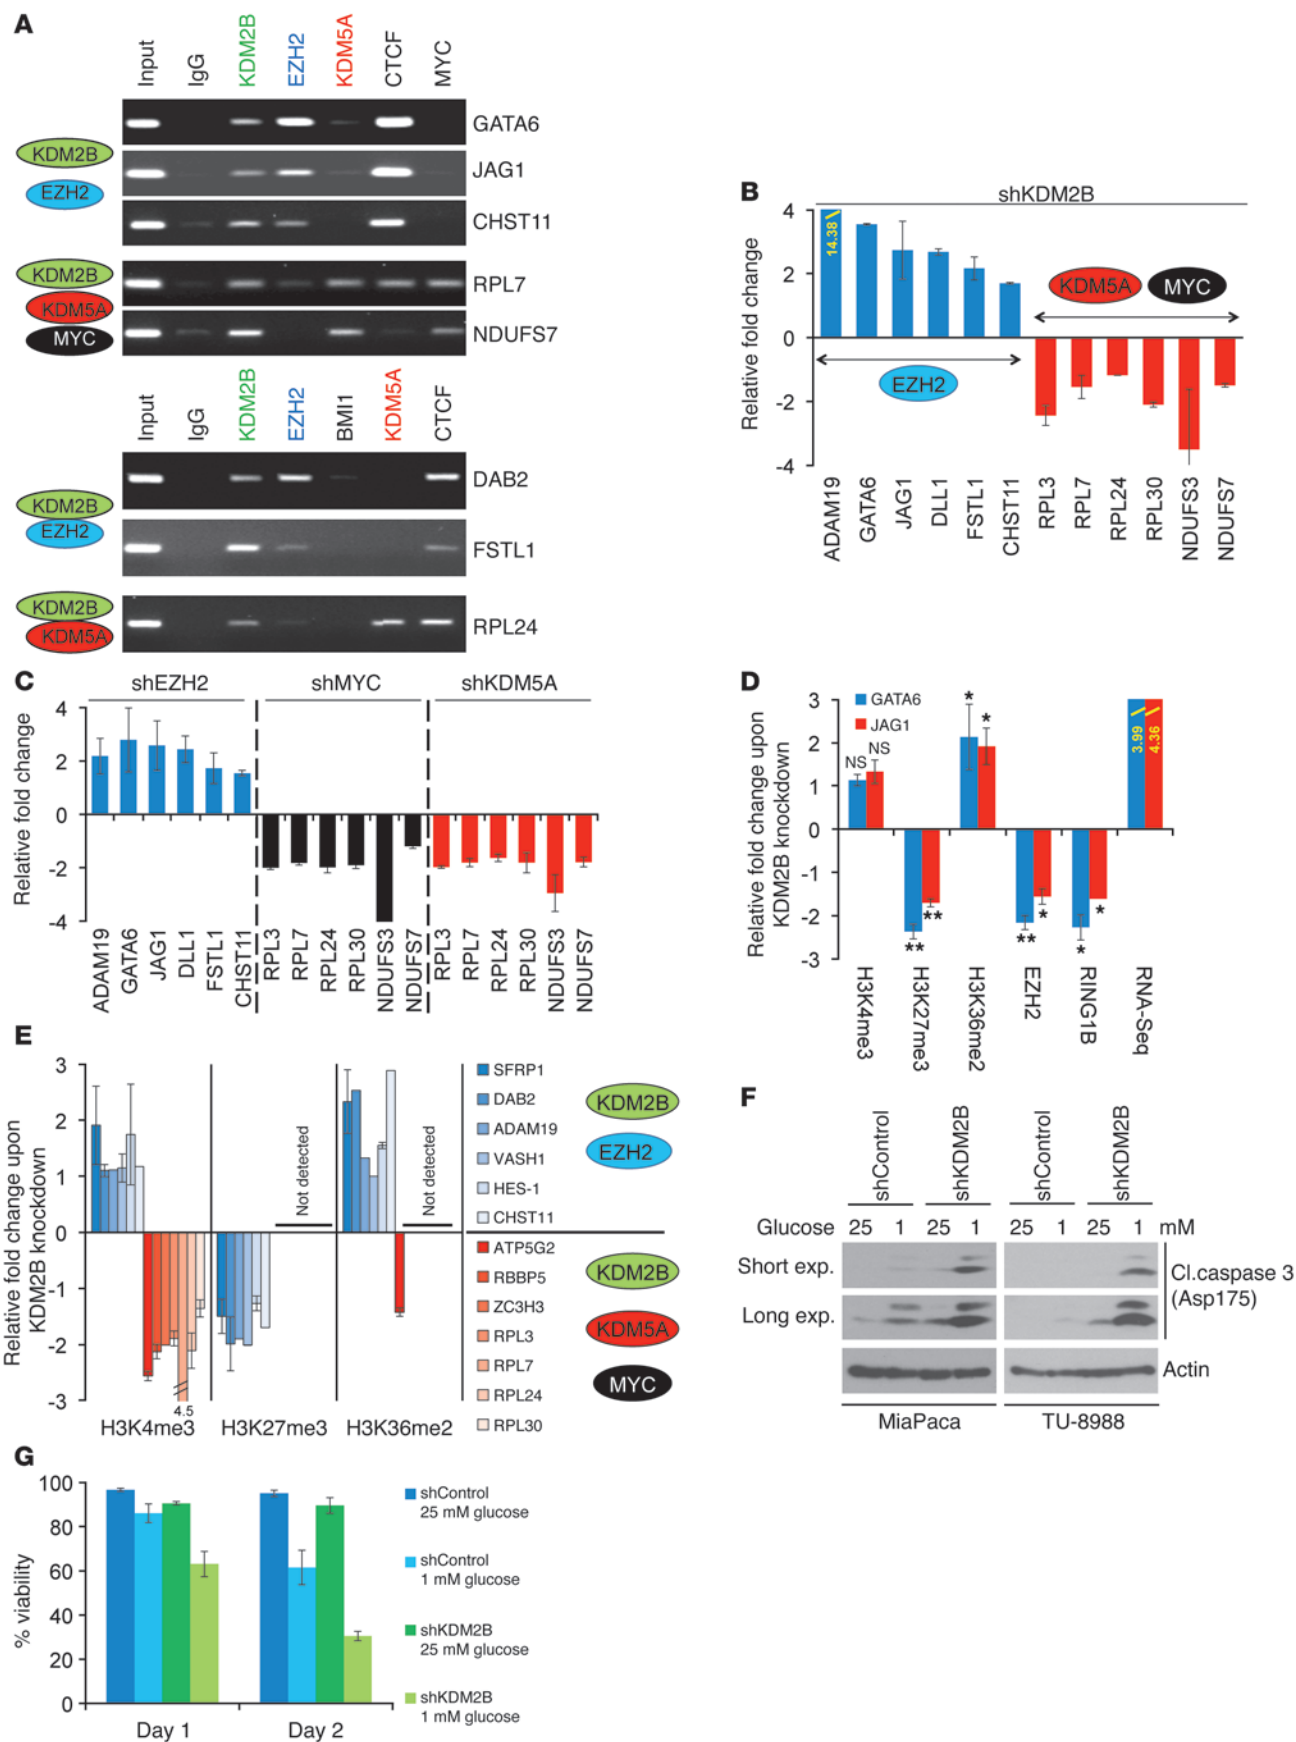 A
Input IgG KDM2B EZH2 KDM5A CTCF MYC
GATA6
KDM2B
JAG1
EZH2
CHST11
KDM2B
RPL7
KDM5A
MYC
NDUFS7
Input IgG KDM2B EZH2 BMI1 KDM5A CTCF
DAB2
KDM2B
EZH2
FSTL1
KDM2B
KDM5A
RPL24
B
shKDM2B
Relative fold change
4
2
0
-2
-4
14.38
KDM5A MYC
EZH2
ADAM19 GATA6 JAG1 DLL1 FSTL1 CHST11 RPL3 RPL7 RPL24 RPL30 NDUFS3 NDUFS7
C
shEZH2 shMYC shKDM5A
Relative fold change
4
2
0
-2
-4
ADAM19 GATA6 JAG1 DLL1 FSTL1 CHST11 RPL3 RPL7 RPL24 RPL30 NDUFS3 NDUFS7 RPL3 RPL7 RPL24 RPL30 NDUFS3 NDUFS7
D
Relative fold change upon
KDM2B knockdown
3
2
1
0
-1
-2
-3
GATA6
JAG1
NS NS * * ** ** ** * * *
3.99 4.36
H3K4me3 H3K27me3 H3K36me2 EZH2 RING1B RNA-Seq
E
Relative fold change upon
KDM2B knockdown
3
2
1
0
-1
-2
-3
4.5
Not detected
Not detected
H3K4me3 H3K27me3 H3K36me2
SFRP1
DAB2
ADAM19
VASH1
HES-1
CHST11
KDM2B
EZH2
ATP5G2
RBBP5
ZC3H3
RPL3
RPL7
RPL24
RPL30
KDM2B
KDM5A
MYC
F
shControl shKDM2B shControl shKDM2B
Glucose 25 1 25 1 25 1 25 1 mM
Short exp.
Long exp.
Cl.caspase 3
(Asp175)
Actin
MiaPaca TU-8988
G
% viability
100
80
60
40
20
0
Day 1 Day 2
shControl
25 mM glucose
shControl
1 mM glucose
shKDM2B
25 mM glucose
shKDM2B
1 mM glucose